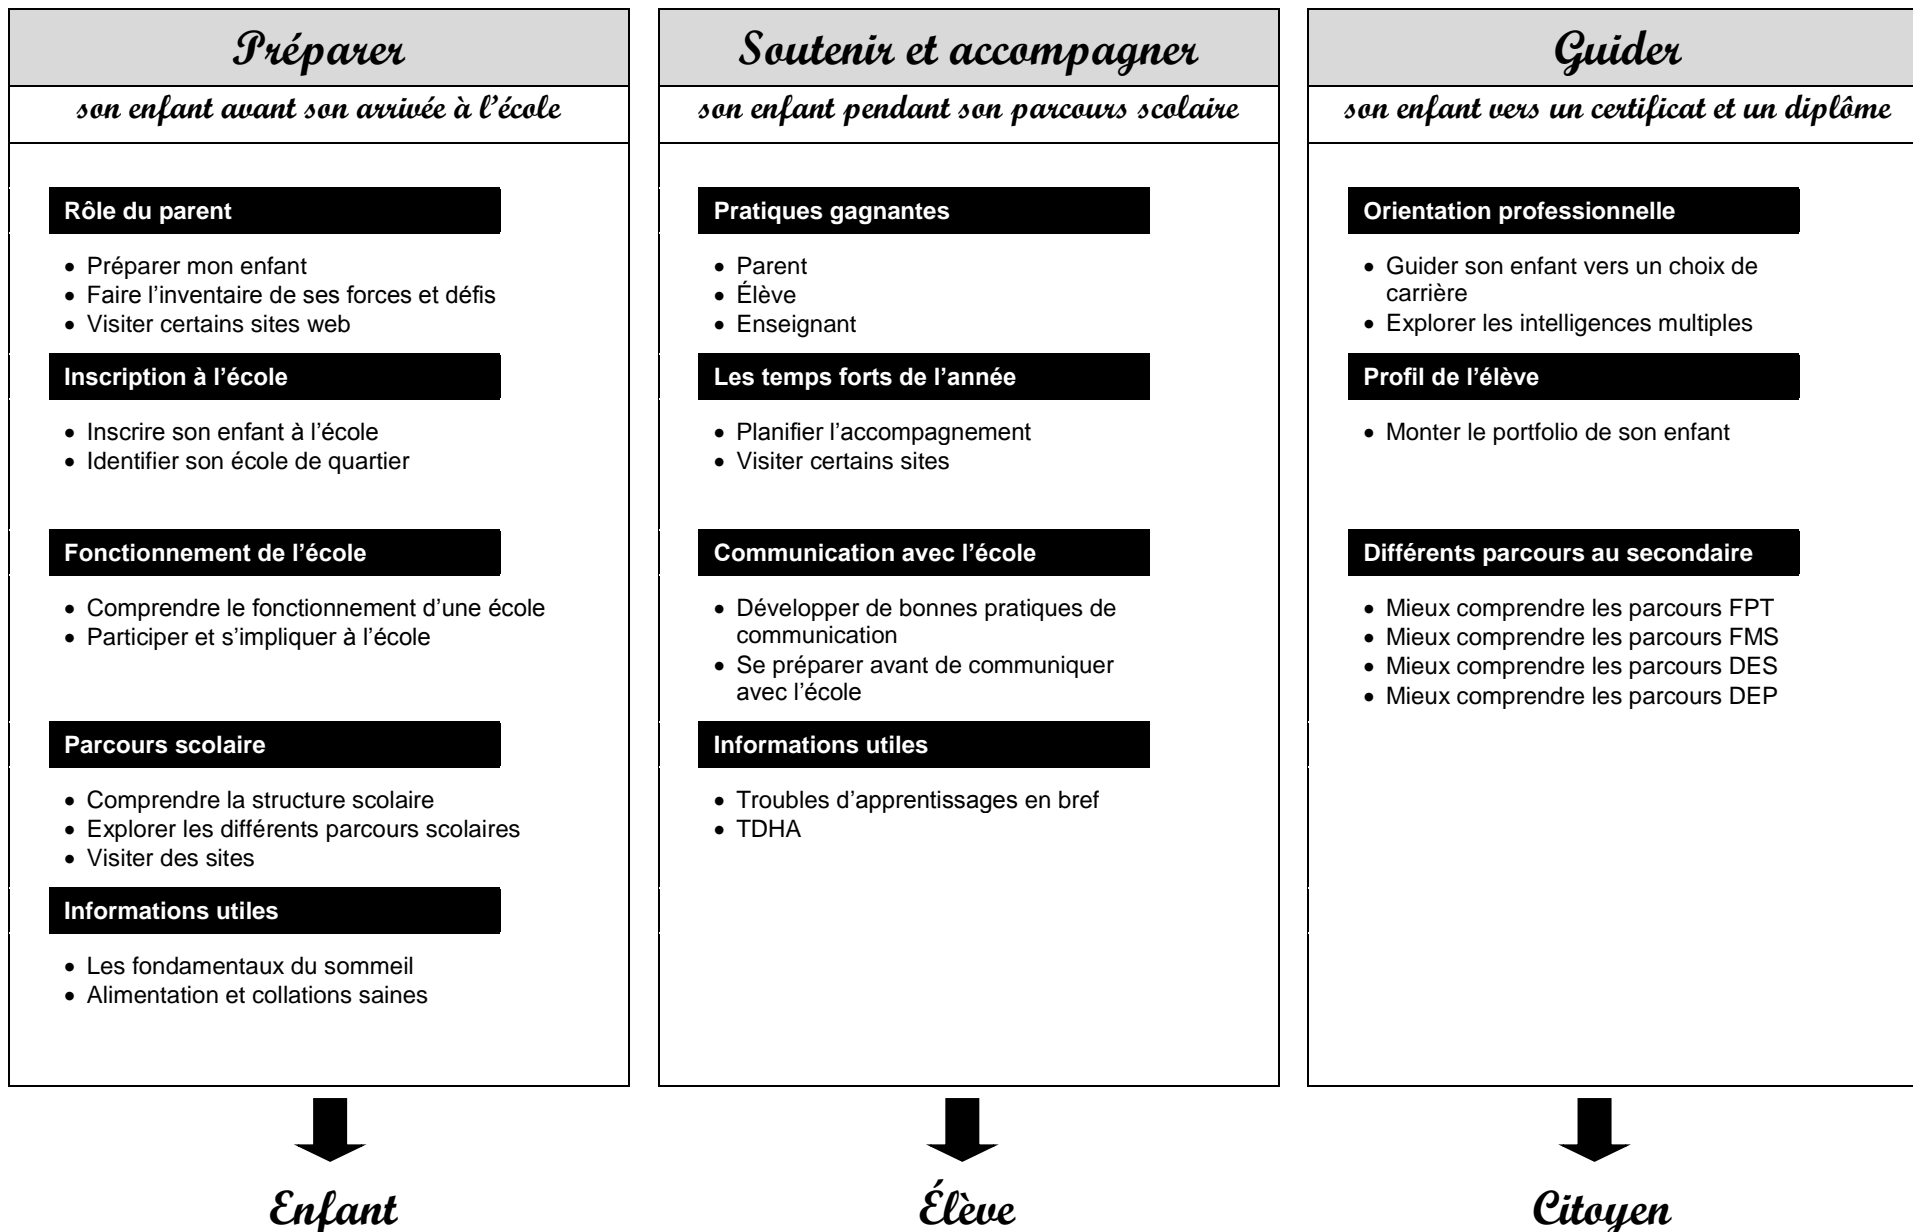 Préparer
son enfant avant son arrivée à l'école
Rôle du parent
• Préparer mon enfant
• Faire l'inventaire de ses forces et défis
• Visiter certains sites web
Inscription à l'école
• Inscrire son enfant à l'école
• Identifier son école de quartier
Fonctionnement de l'école
• Comprendre le fonctionnement d'une école
• Participer et s'impliquer à l'école
Parcours scolaire
• Comprendre la structure scolaire
• Explorer les différents parcours scolaires
• Visiter des sites
Informations utiles
• Les fondamentaux du sommeil
• Alimentation et collations saines
Enfant
Soutenir et accompagner
son enfant pendant son parcours scolaire
Pratiques gagnantes
• Parent
• Élève
• Enseignant
Les temps forts de l'année
• Planifier l'accompagnement
• Visiter certains sites
Communication avec l'école
• Développer de bonnes pratiques de
communication
• Se préparer avant de communiquer
avec l'école
Informations utiles
• Troubles d'apprentissages en bref
• TDHA
Élève
Guider
son enfant vers un certificat et un diplôme
Orientation professionnelle
• Guider son enfant vers un choix de
carrière
• Explorer les intelligences multiples
Profil de l'élève
• Monter le portfolio de son enfant
Différents parcours au secondaire
• Mieux comprendre les parcours FPT
• Mieux comprendre les parcours FMS
• Mieux comprendre les parcours DES
• Mieux comprendre les parcours DEP
Citoyen